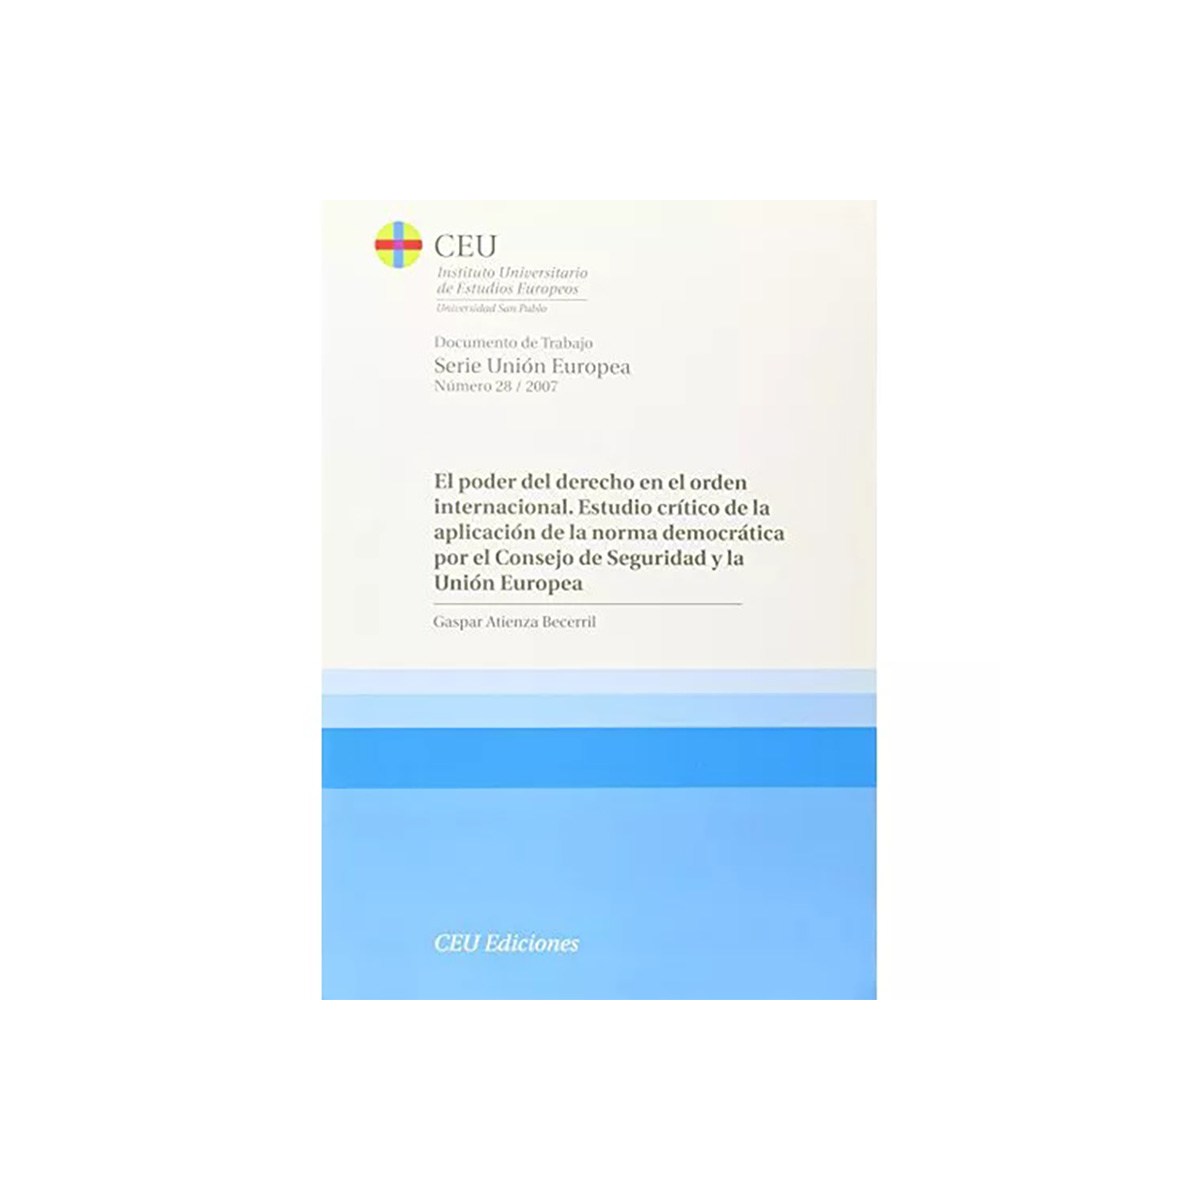 CEU
Instituto Universitario
de Estudios Europeos
Universidad San Pablo
Documento de Trabajo
Serie Unión Europea
Número 28 / 2007
El poder del derecho en el orden
internacional. Estudio crítico de la
aplicación de la norma democrática
por el Consejo de Seguridad y la
Unión Europea
Gaspar Atienza Becerril
CEU Ediciones